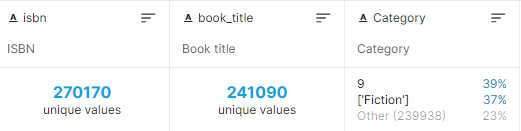 isbn
book_title
Category
ISBN
Book title
Category
270170
unique values
241090
unique values
9 39%
['Fiction'] 37%
Other (239938) 23%